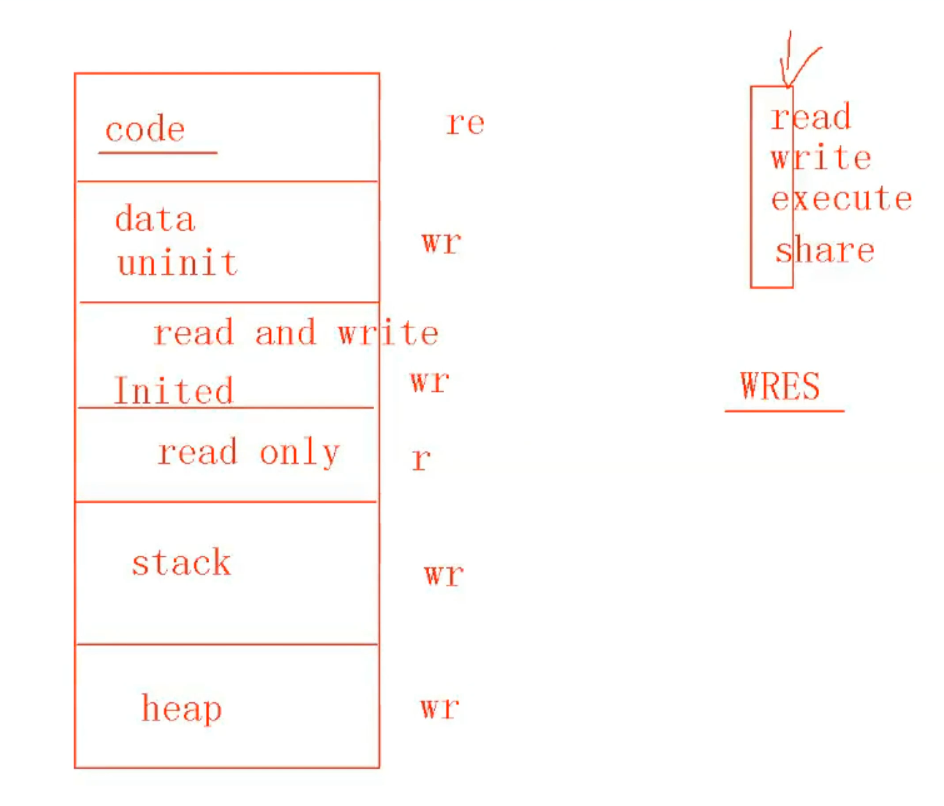 code
re
data
uninit
wr
read and write
Inited
wr
read only
r
stack
wr
heap
wr
read
write
execute
share
WRES